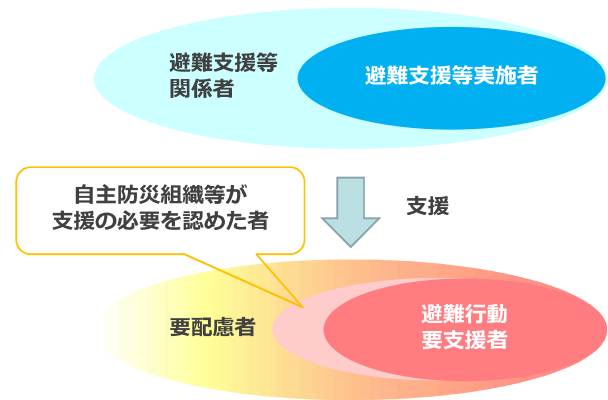 避難支援等
関係者
避難支援等実施者
自主防災組織等が
支援の必要を認めた者
支援
要配慮者
避難行動
要支援者